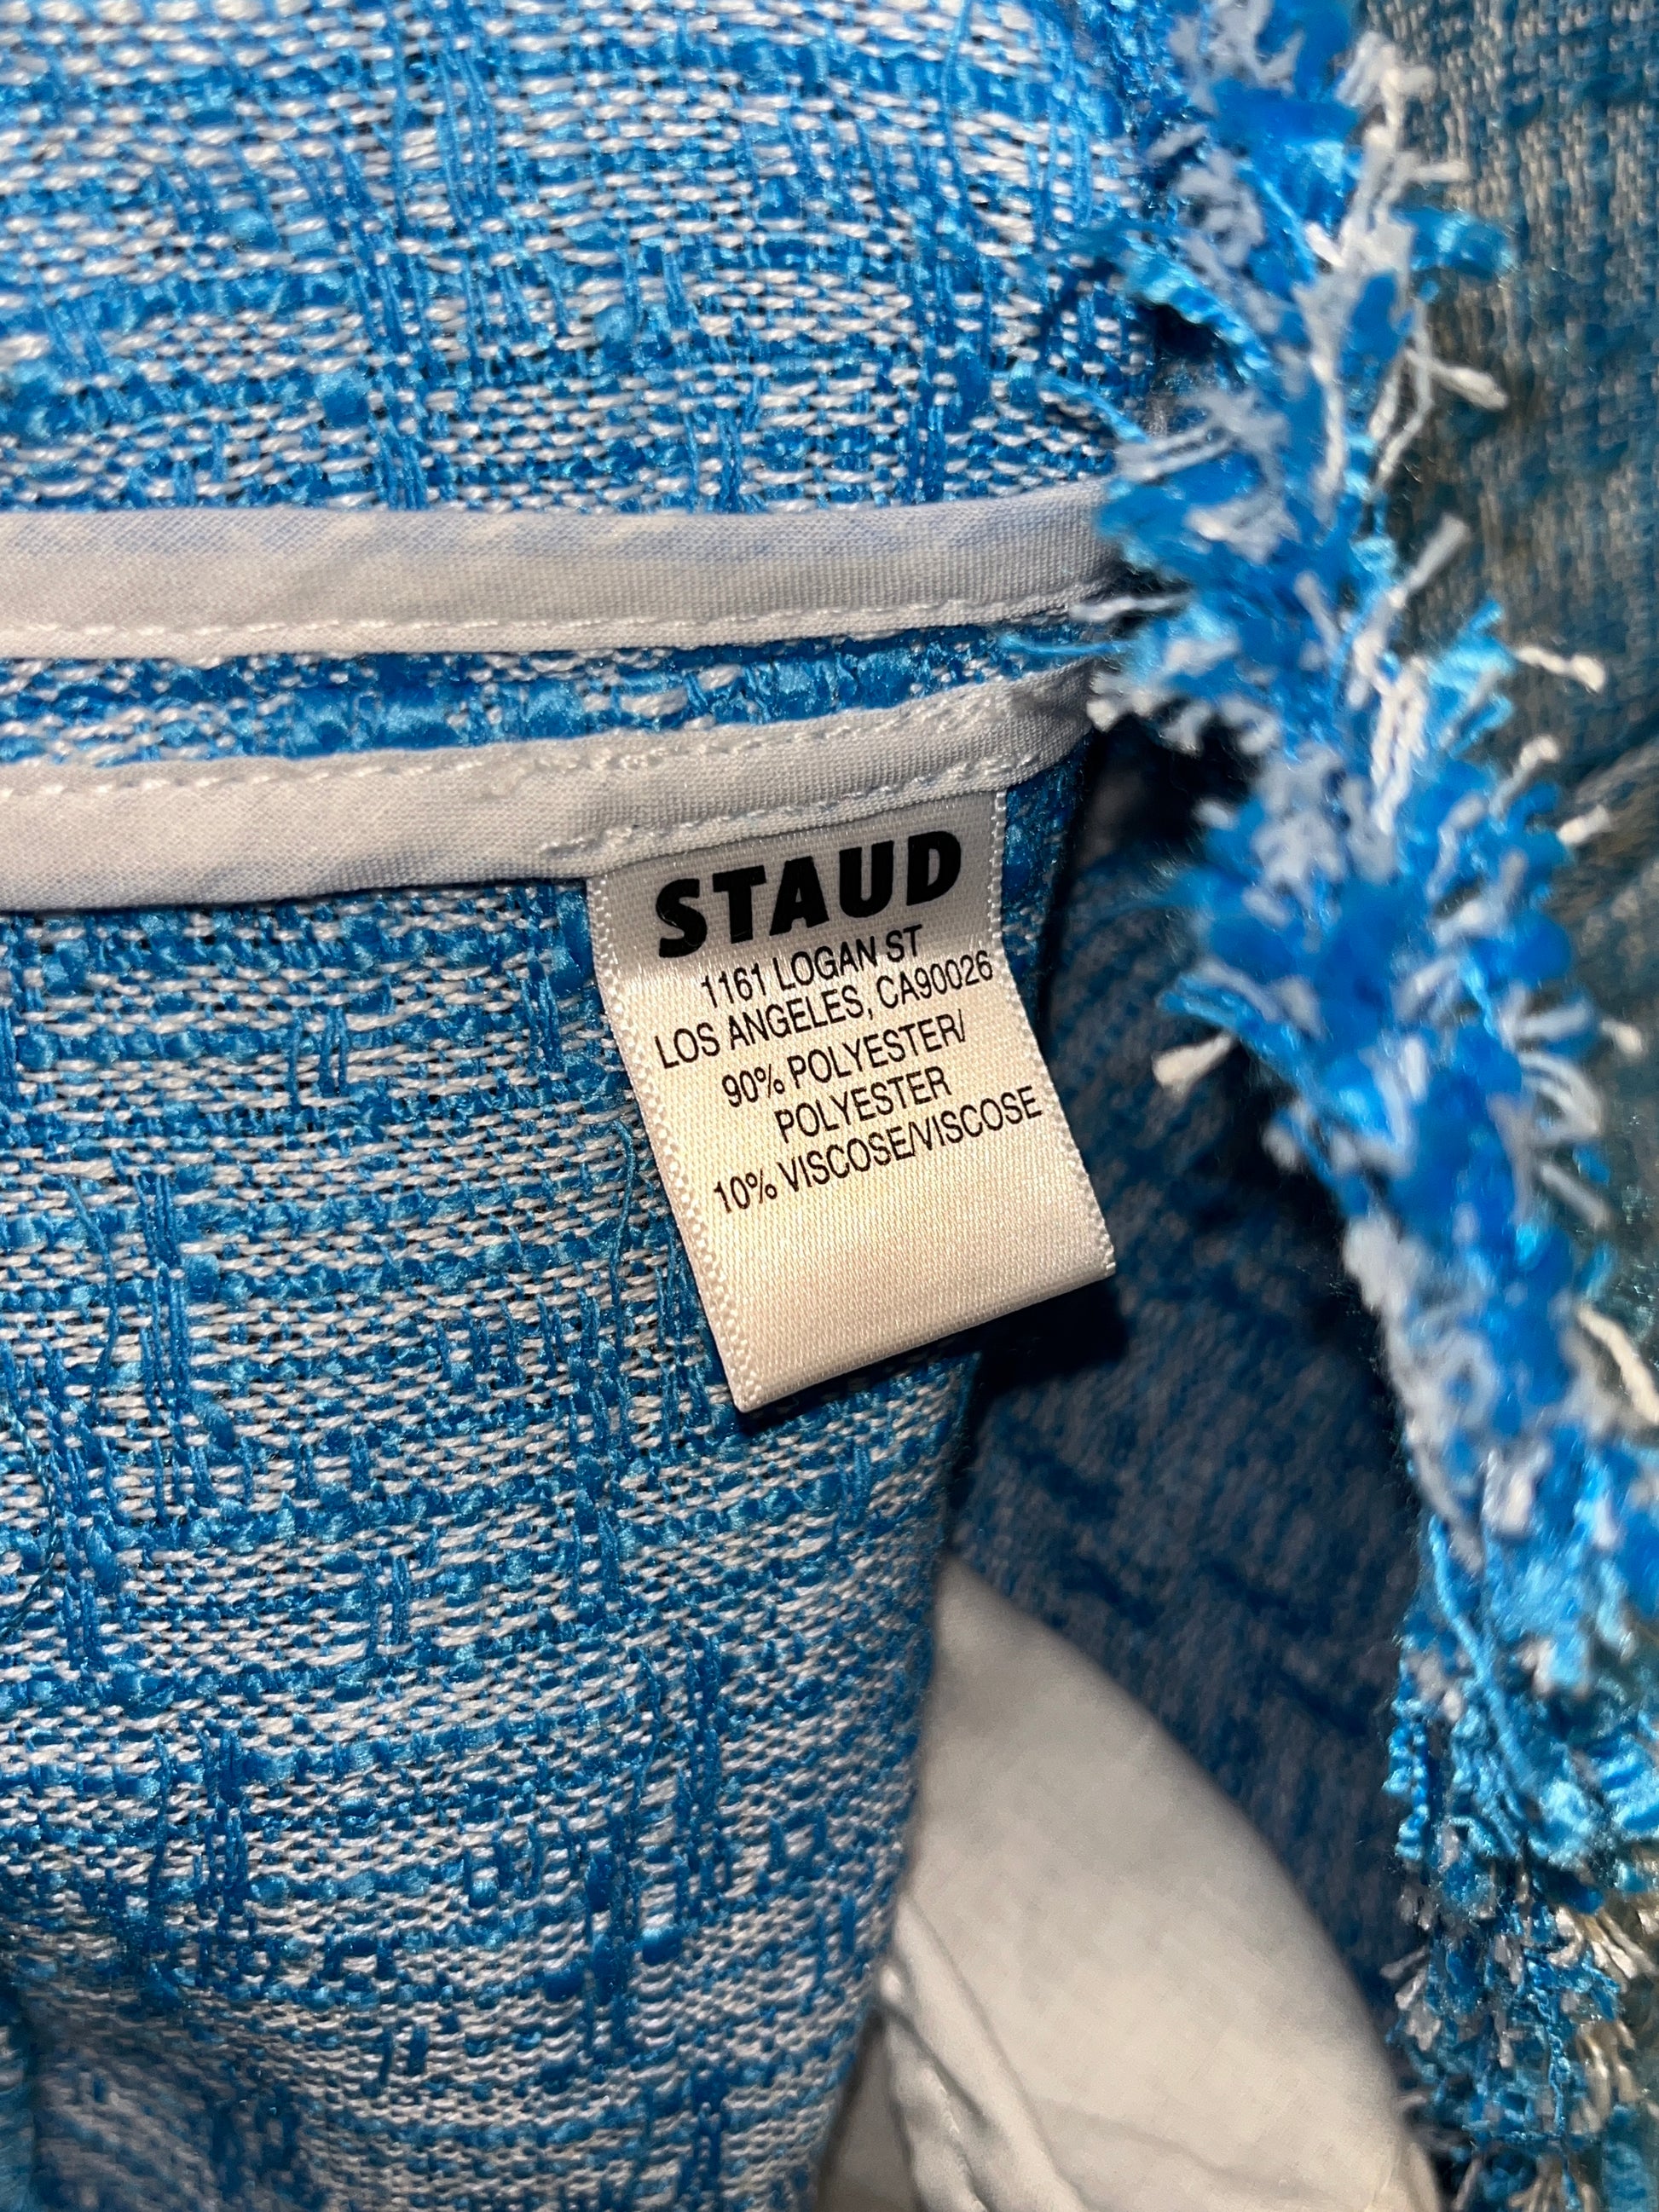 STAUD
1161 LOGAN ST
LOS ANGELES, CA90026
90% POLYESTER/
POLYESTER
10% VISCOSE/VISCOSE